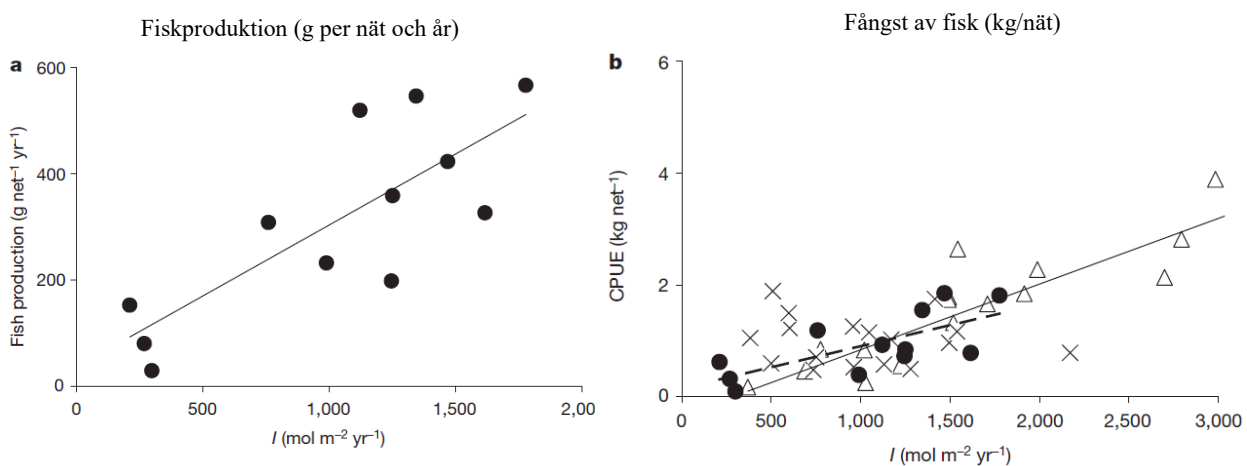 Fiskproduktion (g per nät och år)
a
600
400
200
0
Fish production (g net⁻¹ yr⁻¹)
0 500 1,000 1,500 2,00
I (mol m⁻² yr⁻¹)
Fångst av fisk (kg/nät)
b
6
4
2
0
CPUE (kg net⁻¹)
0 500 1,000 1,500 2,000 2,500 3,000
I (mol m⁻² yr⁻¹)